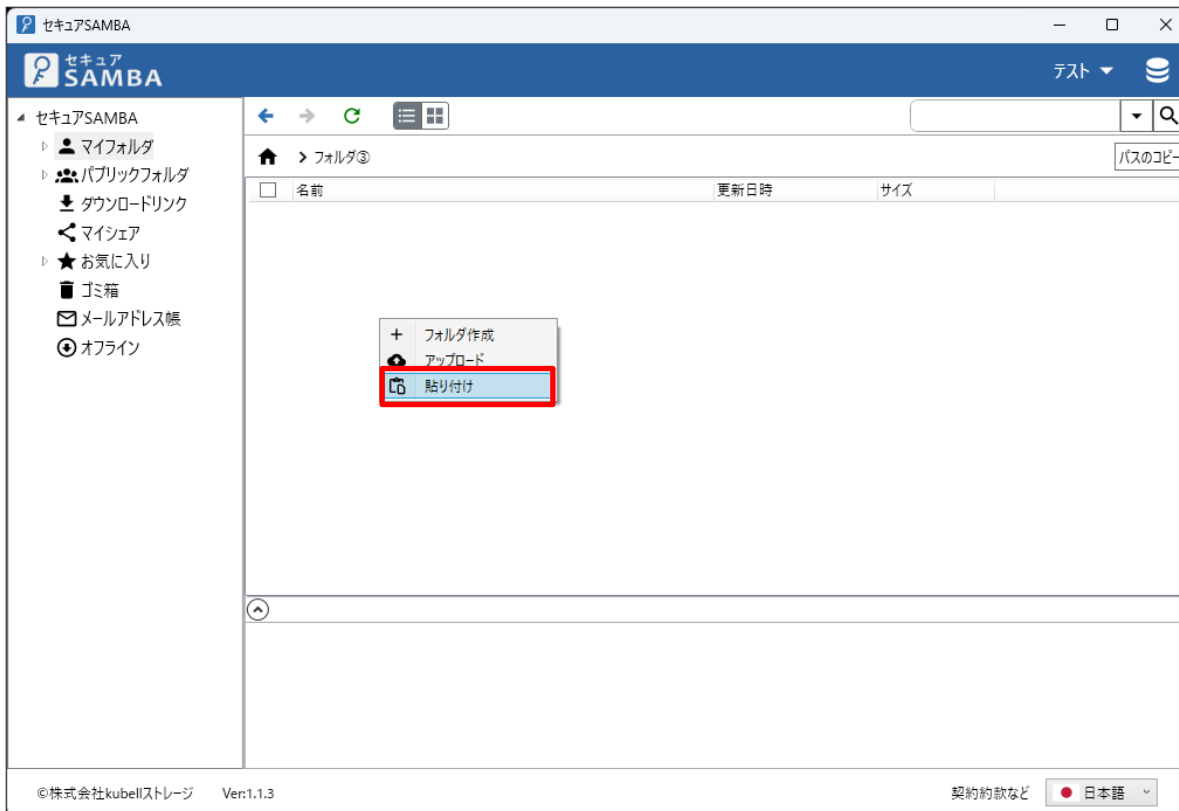 セキュアSAMBA
セキュア
SAMBA
テスト
セキュアSAMBA
マイフォルダ
パブリックフォルダ
ダウンロードリンク
マイシェア
お気に入り
ゴミ箱
メールアドレス帳
オフライン
フォルダ③
パスのコピー
名前 更新日時 サイズ
フォルダ作成
アップロード
貼り付け
©株式会社kubellストレージ Ver:1.1.3 契約約款など 日本語